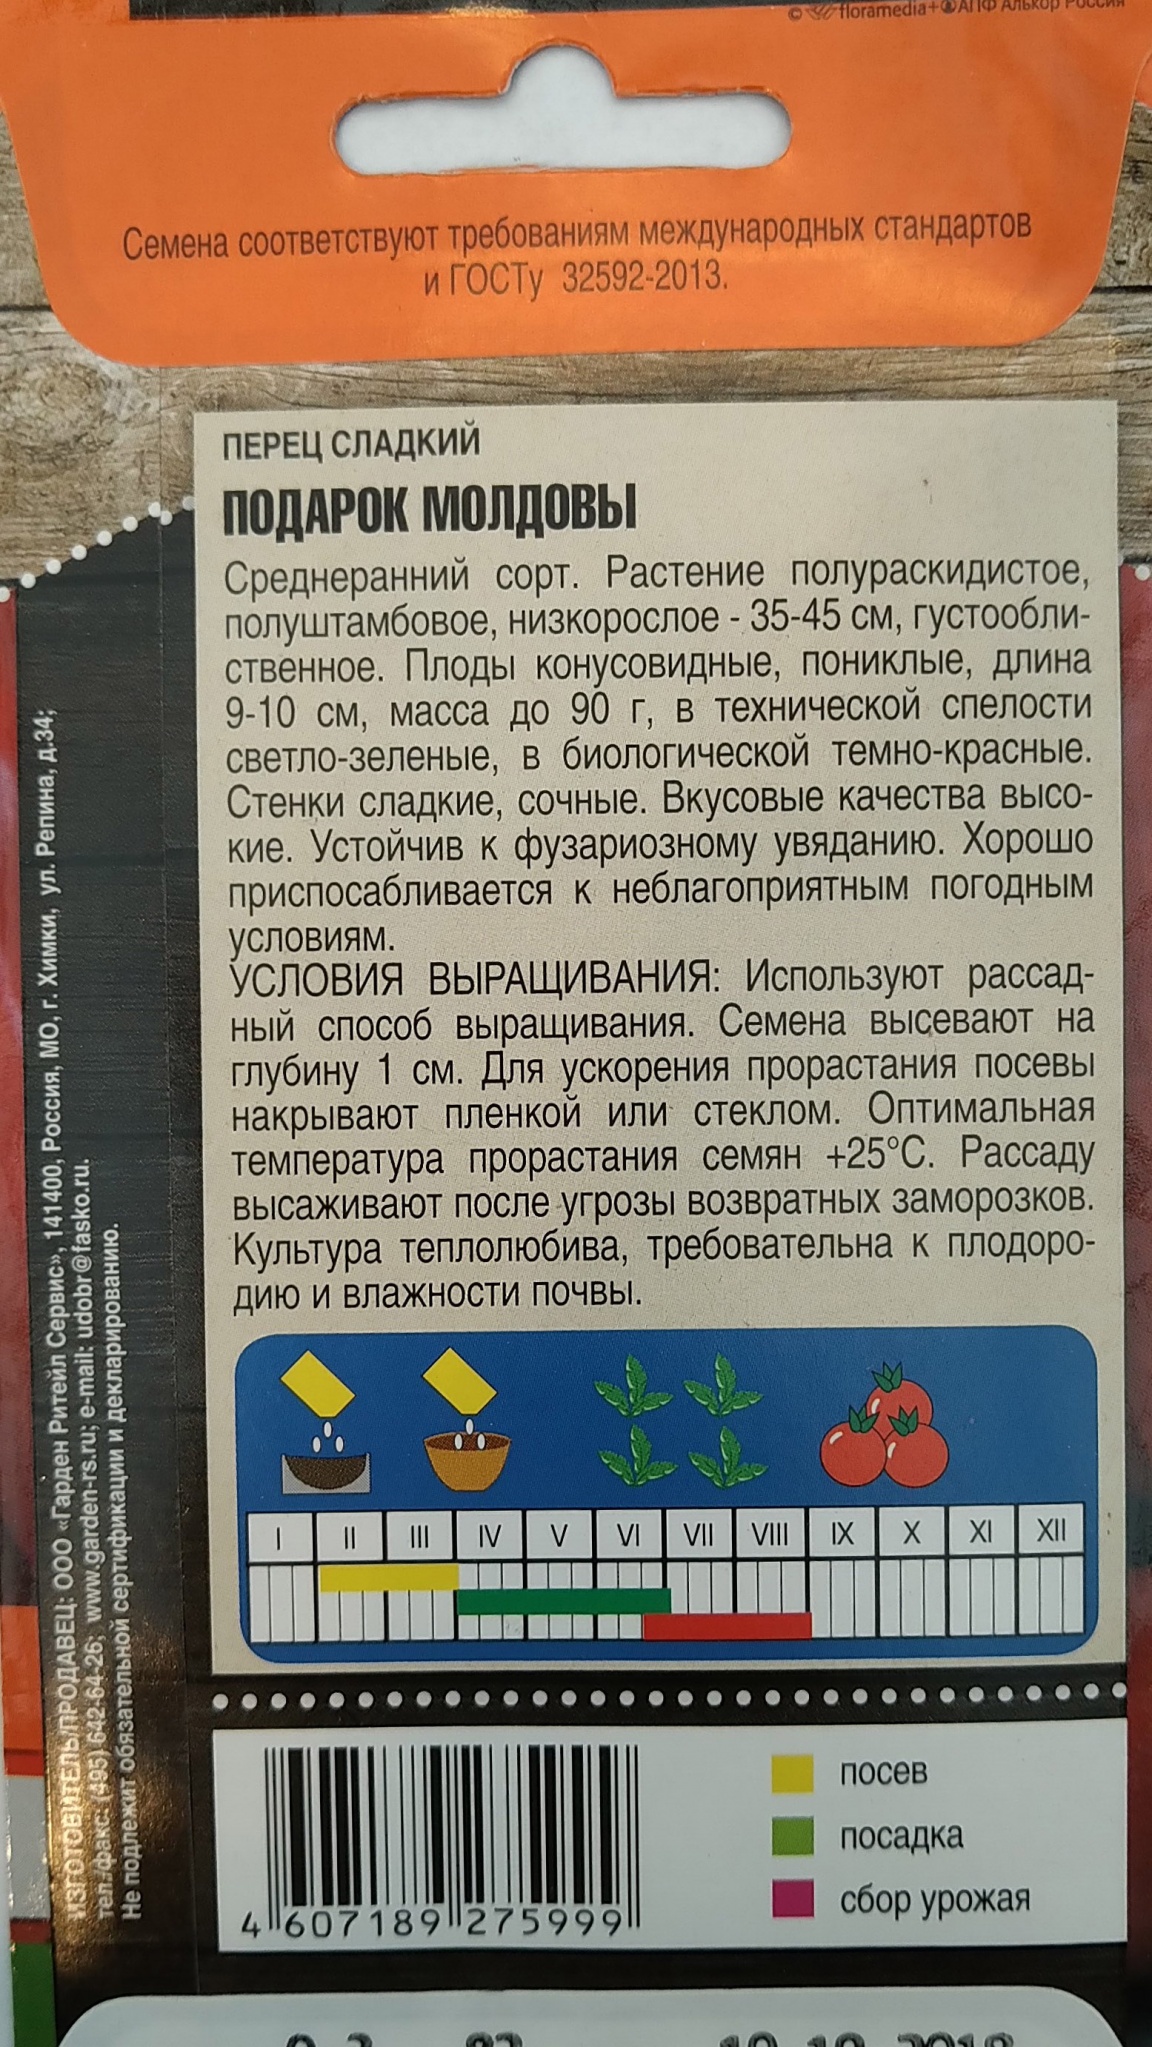 © floramedia+ АПФ Алькор Россия
Семена соответствуют требованиям международных стандартов
и ГОСТу 32592-2013.
ПЕРЕЦ СЛАДКИЙ
ПОДАРОК МОЛДОВЫ
Среднеранний сорт. Растение полураскидистое,
полуштамбовое, низкорослое - 35-45 см, густообли-
ственное. Плоды конусовидные, пониклые, длина
9-10 см, масса до 90 г, в технической спелости
светло-зеленые, в биологической темно-красные.
Стенки сладкие, сочные. Вкусовые качества высо-
кие. Устойчив к фузариозному увяданию. Хорошо
приспосабливается к неблагоприятным погодным
условиям.
УСЛОВИЯ ВЫРАЩИВАНИЯ: Используют рассад-
ный способ выращивания. Семена высевают на
глубину 1 см. Для ускорения прорастания посевы
накрывают пленкой или стеклом. Оптимальная
температура прорастания семян +25°С. Рассаду
высаживают после угрозы возвратных заморозков.
Культура теплолюбива, требовательна к плодоро-
дию и влажности почвы.
I II III IV V VI VII VIII IX X XI XII
посев
посадка
сбор урожая
4 607189 275999
ИЗГОТОВИТЕЛЬ/ПРОДАВЕЦ: ООО «Гарден Ритейл Сервис», 141400, Россия, МО, г. Химки, ул. Репина, д.34;
тел./факс: (495) 642-64-26; www.garden-rs.ru; e-mail: udobr@fasko.ru.
Не подлежит обязательной сертификации и декларированию.